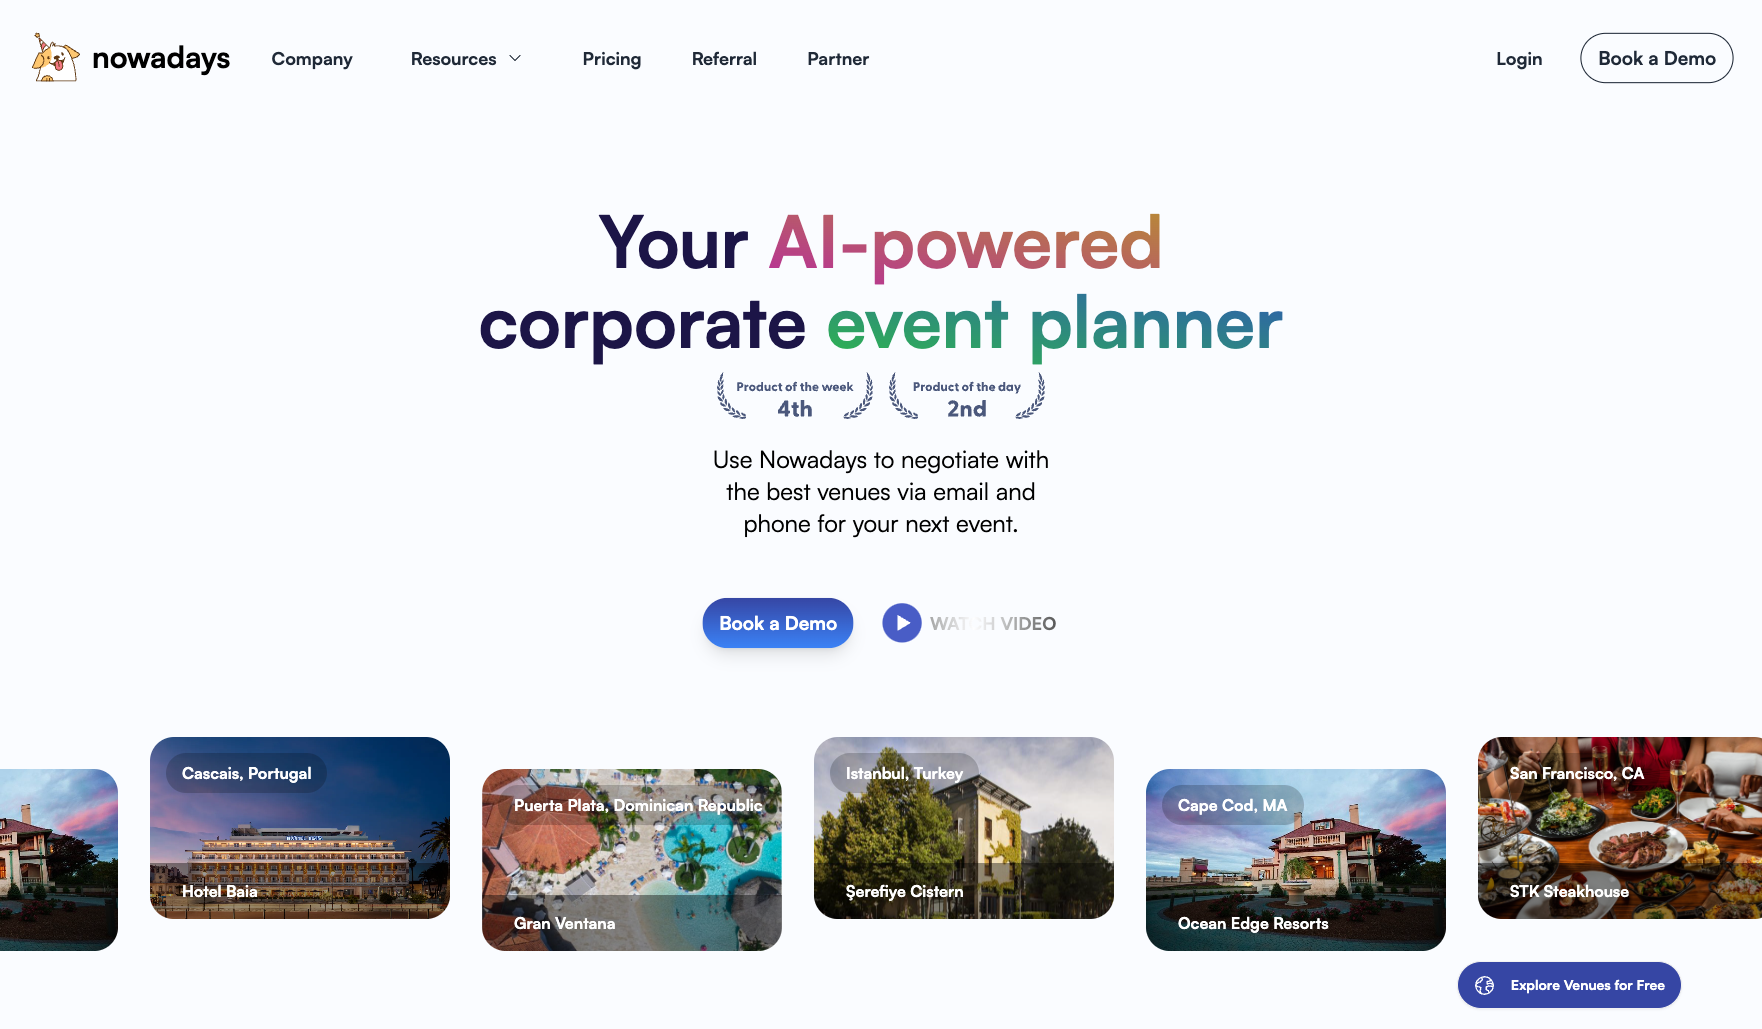 nowadays
Company
Resources
Pricing
Referral
Partner
Login
Book a Demo
Your AI-powered
corporate event planner
Product of the week
4th
Product of the day
2nd
Use Nowadays to negotiate with
the best venues via email and
phone for your next event.
Book a Demo
WATCH VIDEO
Cascais, Portugal
Hotel Baia
Puerta Plata, Dominican Republic
Gran Ventana
Istanbul, Turkey
Şerefiye Cistern
Cape Cod, MA
Ocean Edge Resorts
San Francisco, CA
STK Steakhouse
Explore Venues for Free